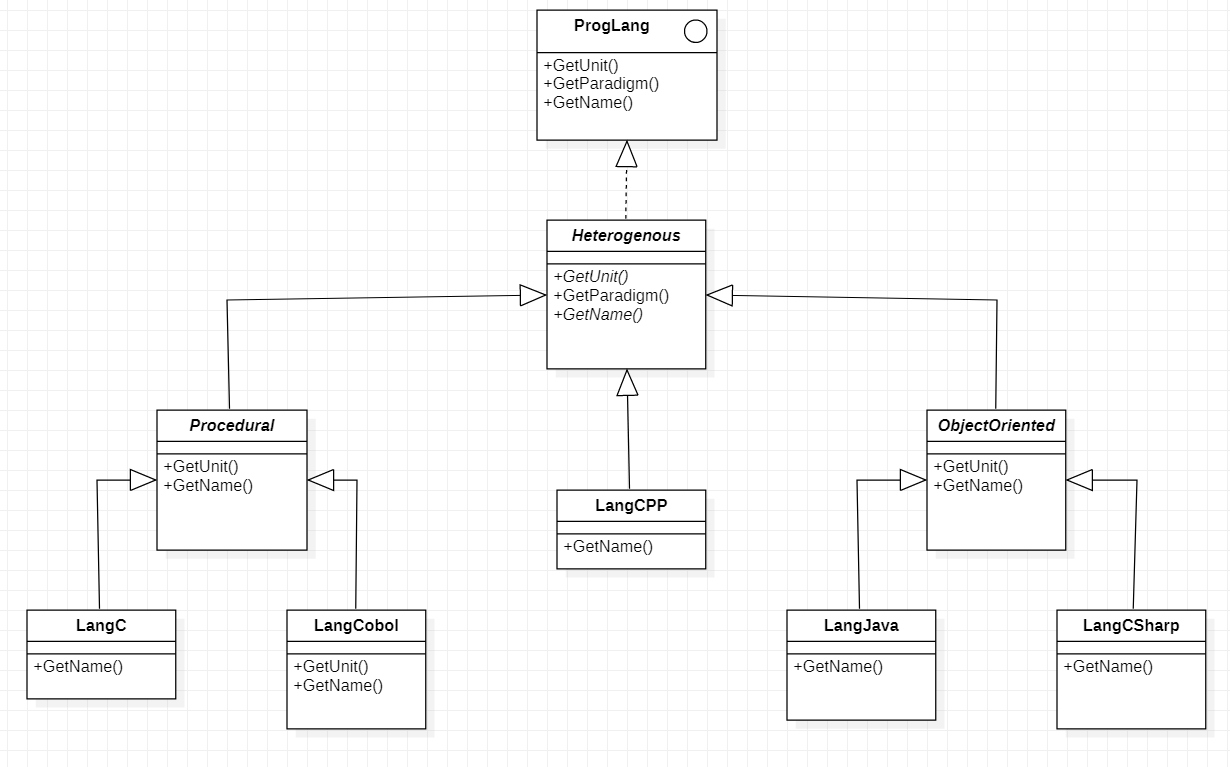 ProgLang
+GetUnit()
+GetParadigm()
+GetName()
Heterogenous
+GetUnit()
+GetParadigm()
+GetName()
Procedural
+GetUnit()
+GetName()
ObjectOriented
+GetUnit()
+GetName()
LangCPP
+GetName()
LangC
+GetName()
LangCobol
+GetUnit()
+GetName()
LangJava
+GetName()
LangCSharp
+GetName()